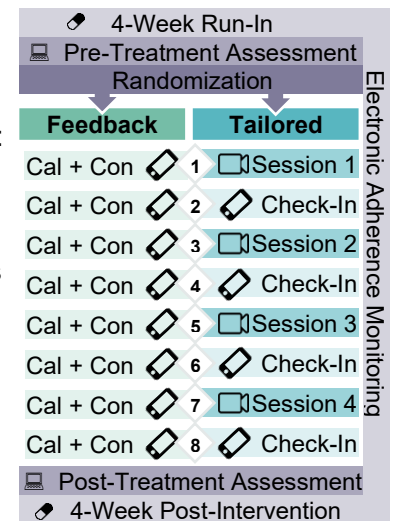 4-Week Run-In
Pre-Treatment Assessment
Randomization
Feedback Tailored
Cal + Con 1 Session 1
Cal + Con 2 Check-In
Cal + Con 3 Session 2
Cal + Con 4 Check-In
Cal + Con 5 Session 3
Cal + Con 6 Check-In
Cal + Con 7 Session 4
Cal + Con 8 Check-In
Post-Treatment Assessment
4-Week Post-Intervention
Electronic Adherence Monitoring